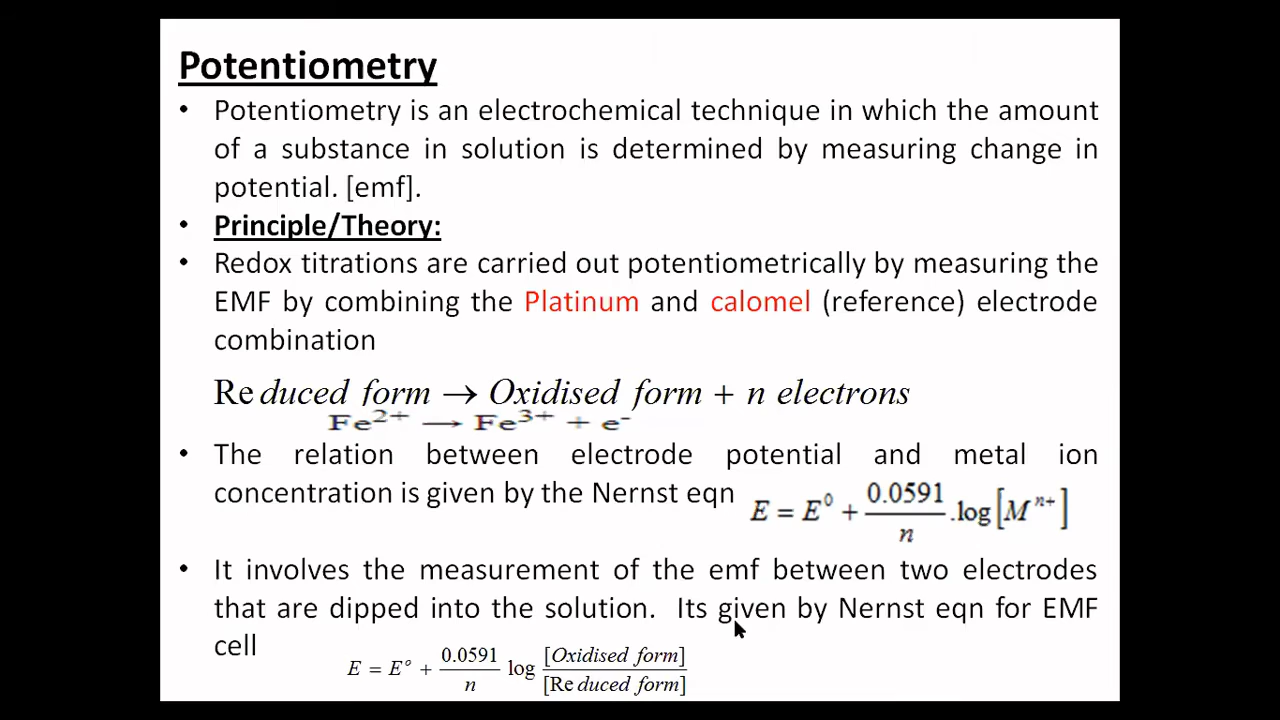 Potentiometry
• Potentiometry is an electrochemical technique in which the amount
of a substance in solution is determined by measuring change in
potential. [emf].
• Principle/Theory:
• Redox titrations are carried out potentiometrically by measuring the
EMF by combining the Platinum and calomel (reference) electrode
combination
Reduced form → Oxidised form + n electrons
Fe²⁺ → Fe³⁺ + e⁻
• The relation between electrode potential and metal ion
concentration is given by the Nernst eqn E = E⁰ + 0.0591/n .log[Mⁿ⁺]
• It involves the measurement of the emf between two electrodes
that are dipped into the solution. Its given by Nernst eqn for EMF
cell
E = E° + 0.0591/n log [Oxidised form]/[Reduced form]